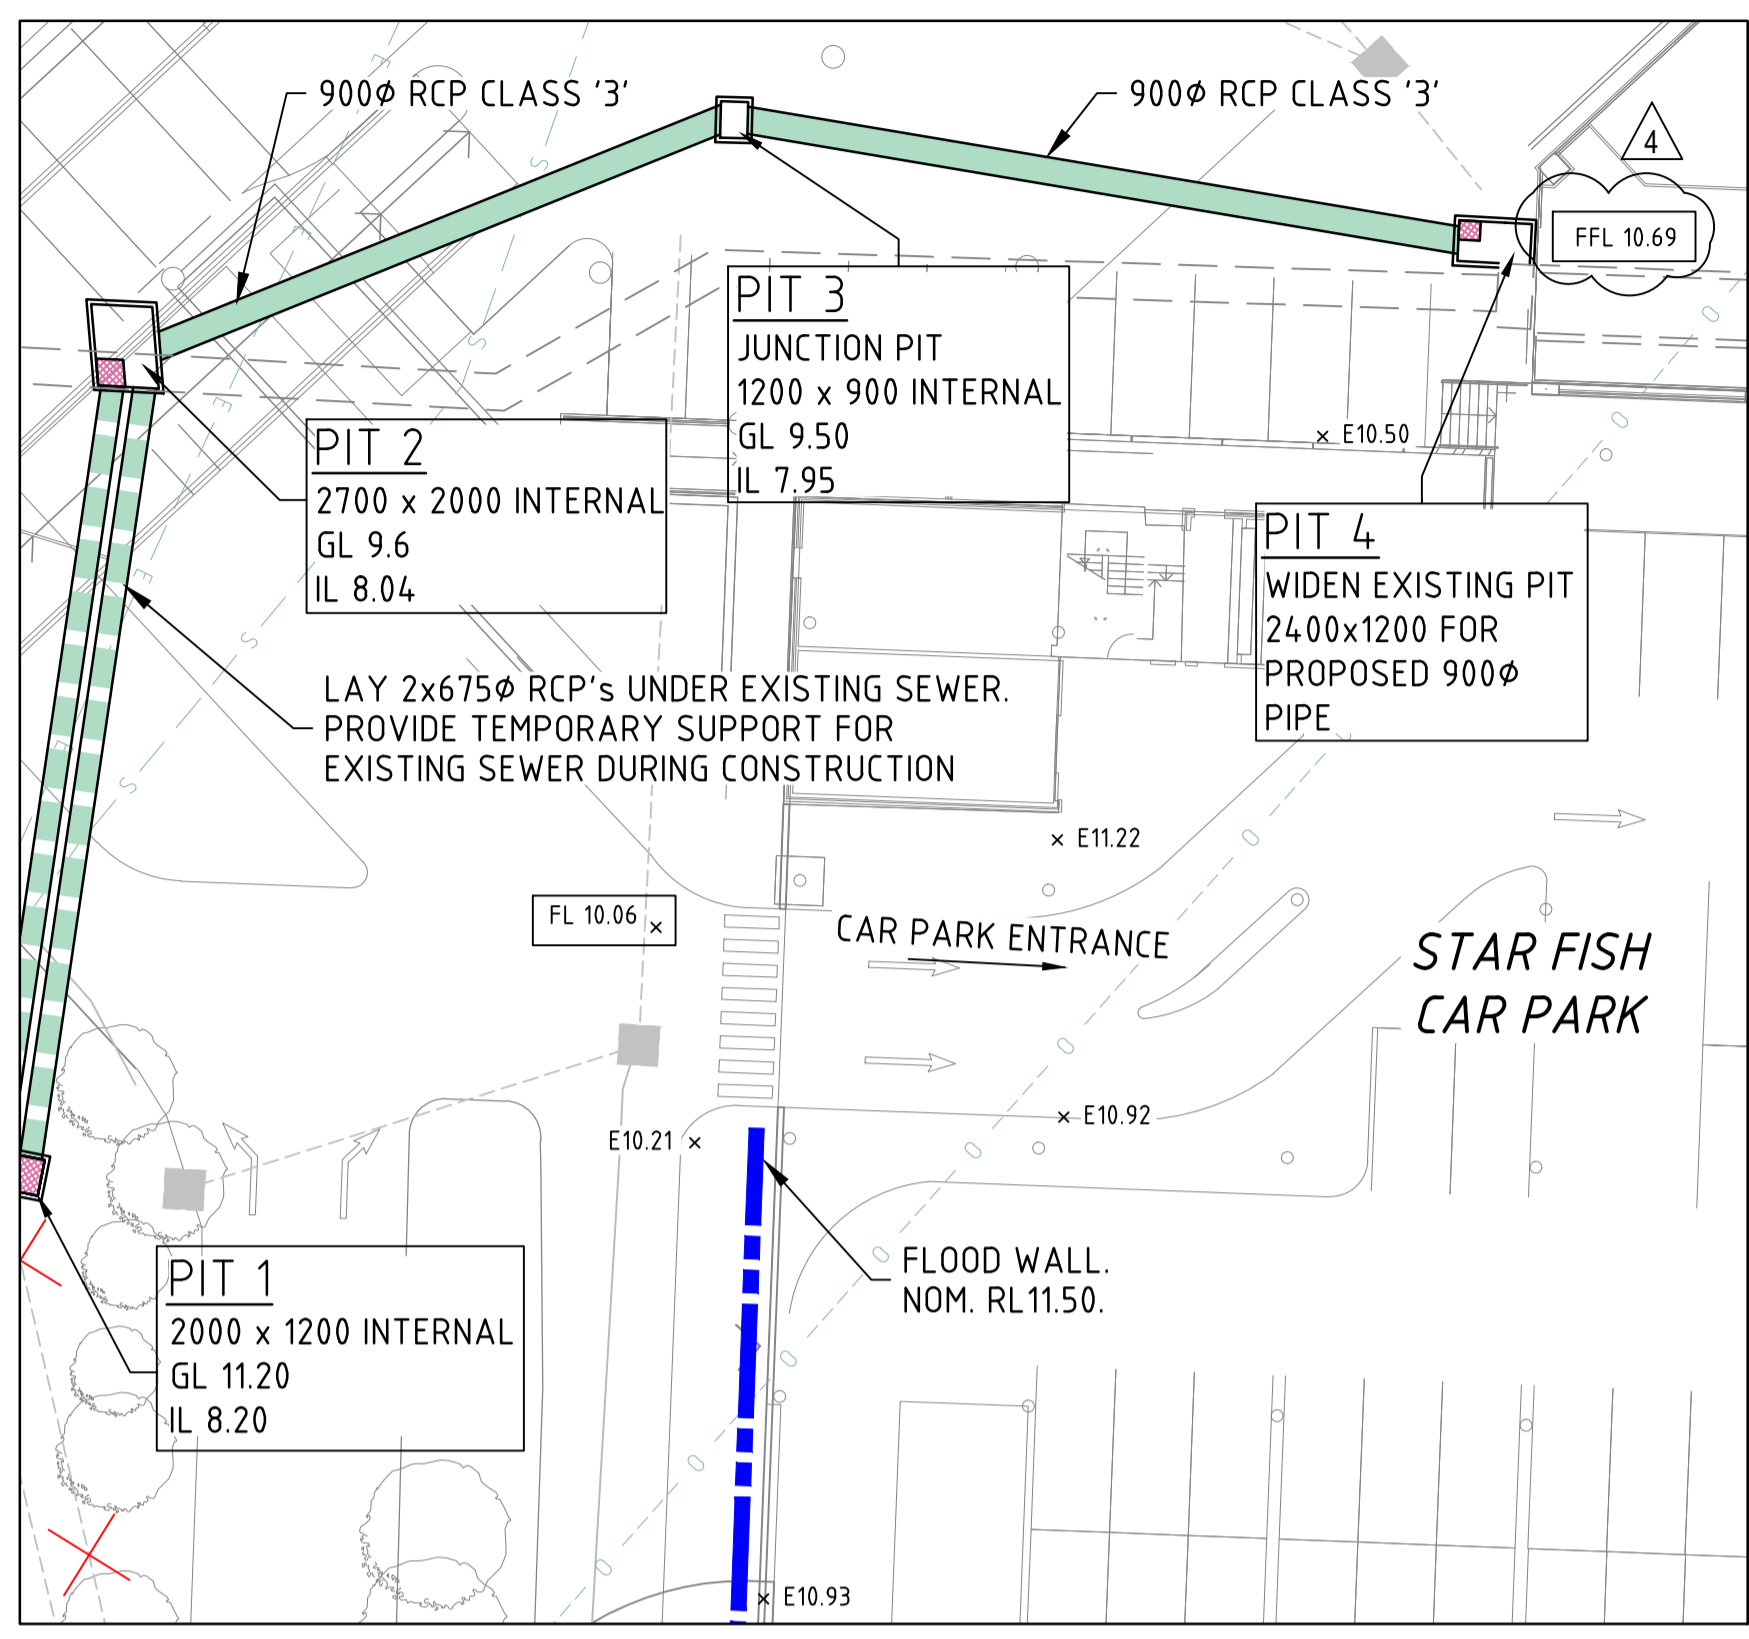 900Ø RCP CLASS '3'
900Ø RCP CLASS '3'
4
FFL 10.69
PIT 3
JUNCTION PIT
1200 x 900 INTERNAL
GL 9.50
IL 7.95
PIT 2
2700 x 2000 INTERNAL
GL 9.6
IL 8.04
E10.50
PIT 4
WIDEN EXISTING PIT
2400x1200 FOR
PROPOSED 900Ø
PIPE
LAY 2x675Ø RCP's UNDER EXISTING SEWER.
PROVIDE TEMPORARY SUPPORT FOR
EXISTING SEWER DURING CONSTRUCTION
E11.22
FL 10.06
CAR PARK ENTRANCE
STAR FISH
CAR PARK
E10.92
E10.21
FLOOD WALL.
NOM. RL11.50.
PIT 1
2000 x 1200 INTERNAL
GL 11.20
IL 8.20
E10.93